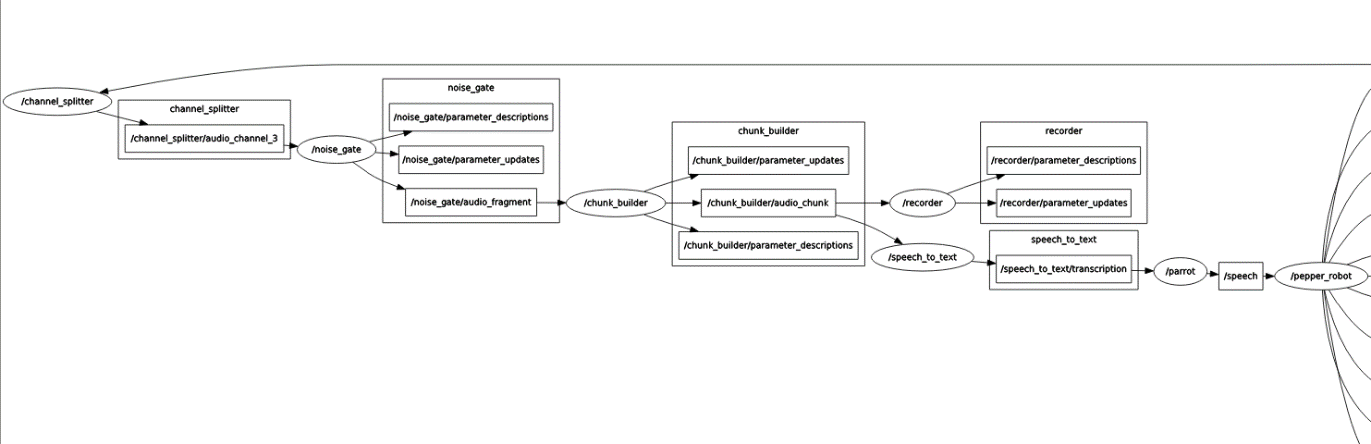 /channel_splitter
channel_splitter
/channel_splitter/audio_channel_3
/noise_gate
noise_gate
/noise_gate/parameter_descriptions
/noise_gate/parameter_updates
/noise_gate/audio_fragment
/chunk_builder
chunk_builder
/chunk_builder/parameter_updates
/chunk_builder/audio_chunk
/chunk_builder/parameter_descriptions
/recorder
recorder
/recorder/parameter_descriptions
/recorder/parameter_updates
/speech_to_text
speech_to_text
/speech_to_text/transcription
/parrot
/speech
/pepper_robot